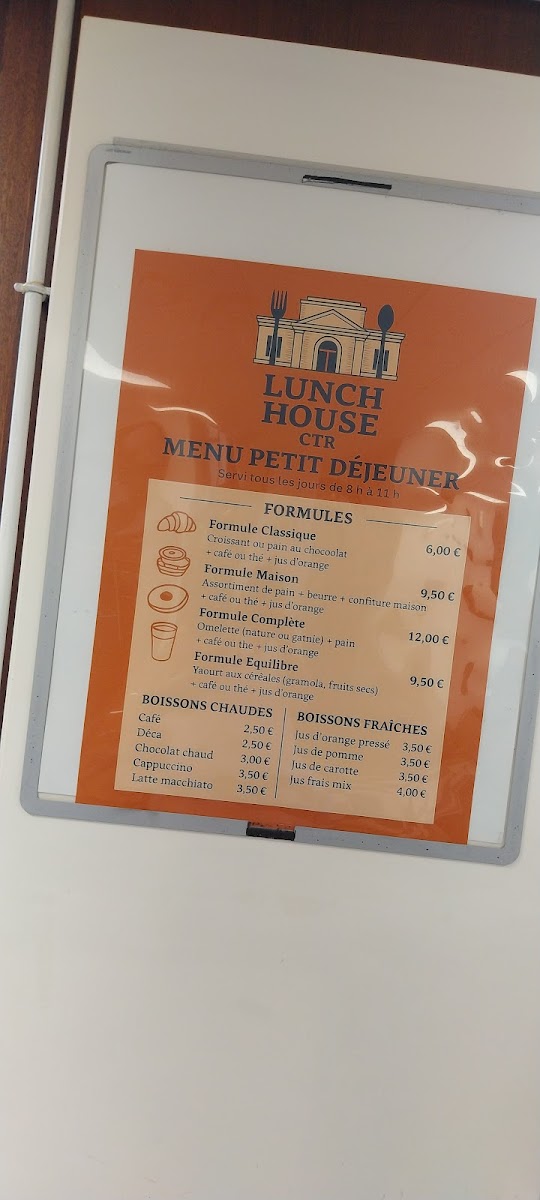 LUNCH
HOUSE
CTR
MENU PETIT DÉJEUNER
Servi tous les jours de 8 h à 11 h
FORMULES
Formule Classique
Croissant ou pain au chocoolat 6,00 €
+ café ou thé + jus d'orange
Formule Maison
Assortiment de pain + beurre + confiture maison 9,50 €
+ café ou thé + jus d'orange
Formule Complète
Omelette (nature ou gatnie) + pain 12,00 €
+ café ou the + jus d'orange
Formule Equilibre
Yaourt aux céréales (gramola, fruits secs) 9,50 €
+ café ou thé + jus d'orange
BOISSONS CHAUDES
Café 2,50 €
Déca 2,50 €
Chocolat chaud 3,00 €
Cappuccino 3,50 €
Latte macchiato 3,50 €
BOISSONS FRAÎCHES
Jus d'orange pressé 3,50 €
Jus de pomme 3,50 €
Jus de carotte 3,50 €
Jus frais mix 4,00 €